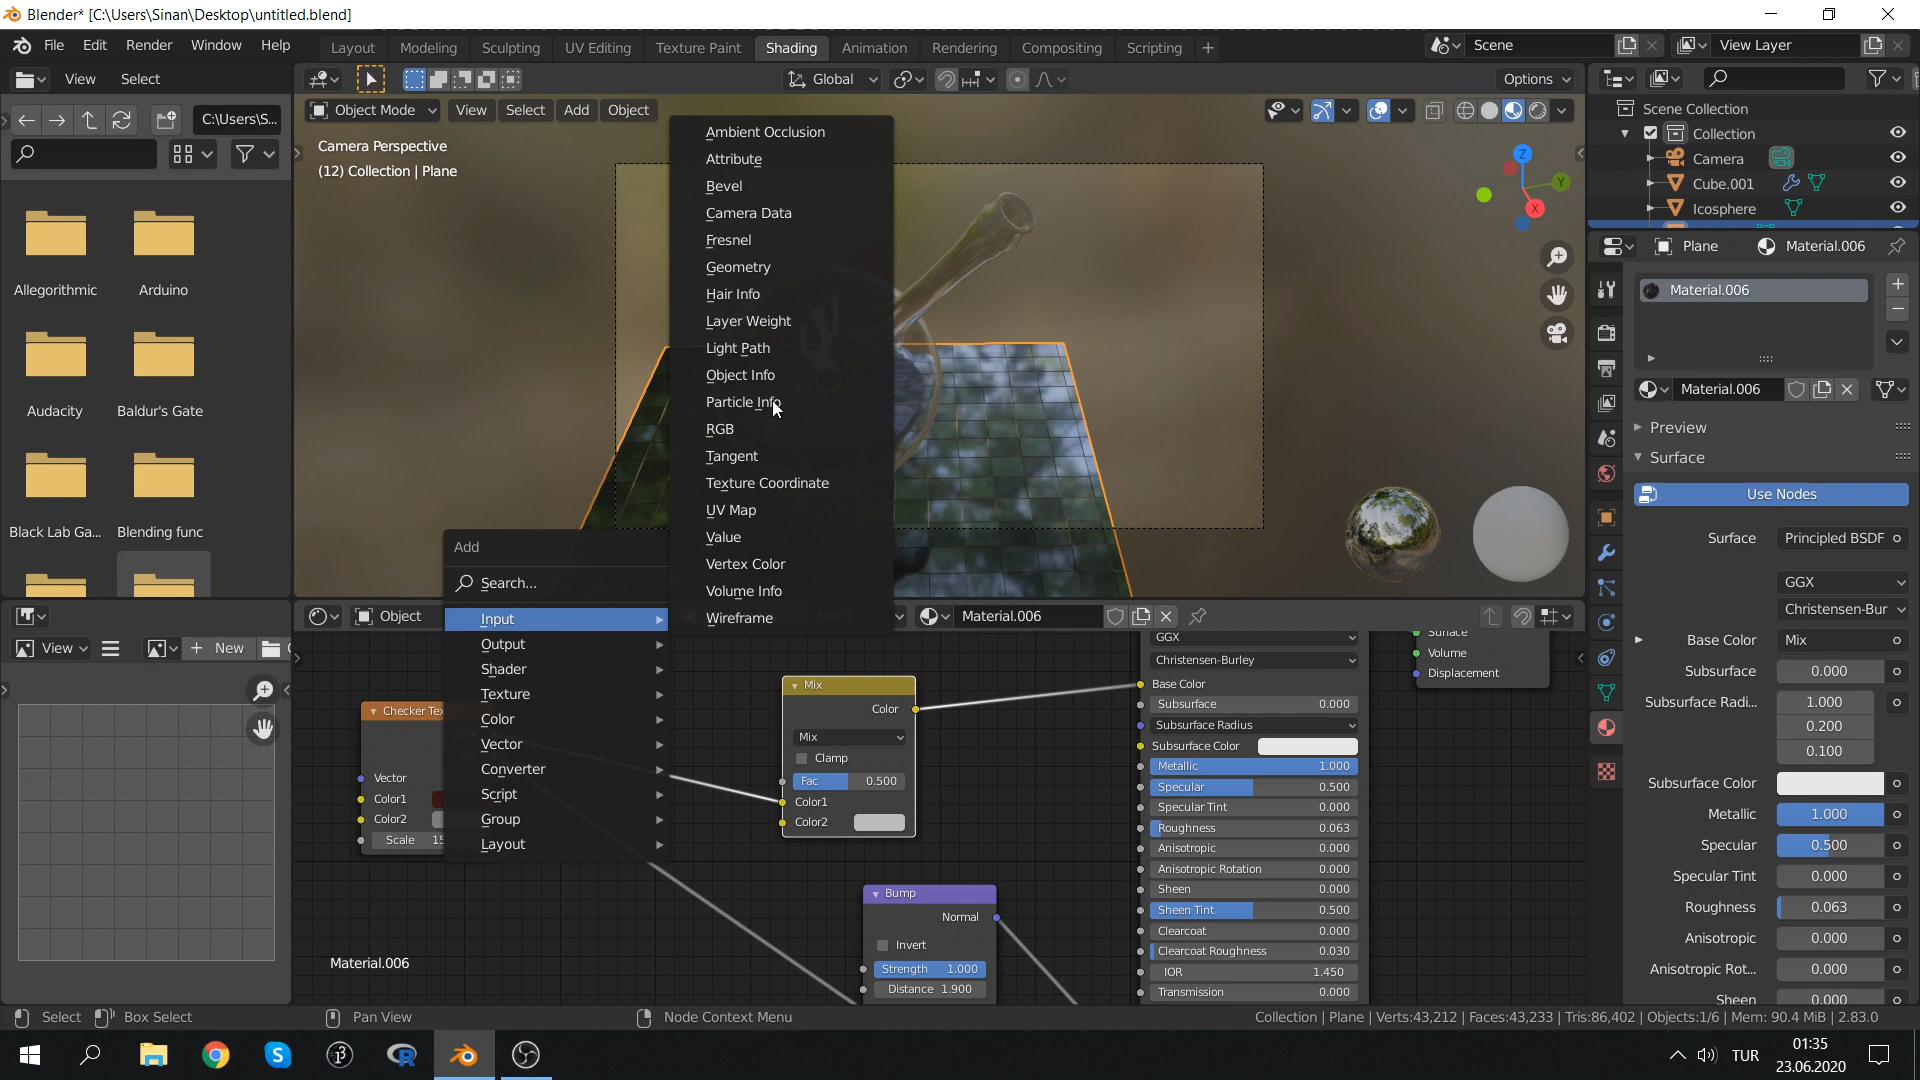 Blender* [C:\Users\Sinan\Desktop\untitled.blend]
File Edit Render Window Help
Layout Modeling Sculpting UV Editing Texture Paint Shading Animation Rendering Compositing Scripting +
Scene
View Layer
View Select
Global
Options
C:\Users\S...
Object Mode View Select Add Object
Camera Perspective
(12) Collection | Plane
Allegorithmic
Arduino
Audacity
Baldur's Gate
Black Lab Ga...
Blending func
Ambient Occlusion
Attribute
Bevel
Camera Data
Fresnel
Geometry
Hair Info
Layer Weight
Light Path
Object Info
Particle Info
RGB
Tangent
Texture Coordinate
UV Map
Value
Vertex Color
Volume Info
Wireframe
Z
Y
X
Scene Collection
Collection
Camera
Cube.001
Icosphere
Plane
Material.006
Material.006
Material.006
Preview
Surface
Use Nodes
Surface Principled BSDF
GGX
Christensen-Bur
Base Color Mix
Subsurface 0.000
Subsurface Radi... 1.000
0.200
0.100
Subsurface Color
Metallic 1.000
Specular 0.500
Specular Tint 0.000
Roughness 0.063
Anisotropic 0.000
Anisotropic Rot... 0.000
Sheen 0.000
View
+ New
Object
Slot 1
Material.006
Add
Search...
Input
Output
Shader
Texture
Color
Vector
Converter
Script
Group
Layout
Checker Tex
Vector
Color1
Color2
Scale 15
Mix
Color
Mix
Clamp
Fac 0.500
Color1
Color2
Bump
Normal
Invert
Strength 1.000
Distance 1.900
GGX
Christensen-Burley
Base Color
Subsurface 0.000
Subsurface Radius
Subsurface Color
Metallic 1.000
Specular 0.500
Specular Tint 0.000
Roughness 0.063
Anisotropic 0.000
Anisotropic Rotation 0.000
Sheen 0.000
Sheen Tint 0.500
Clearcoat 0.000
Clearcoat Roughness 0.030
IOR 1.450
Transmission 0.000
Surface
Volume
Displacement
Material.006
Select
Box Select
Pan View
Node Context Menu
Collection | Plane | Verts:43,212 | Faces:43,233 | Tris:86,402 | Objects:1/6 | Mem: 90.4 MiB | 2.83.0
TUR
01:35
23.06.2020